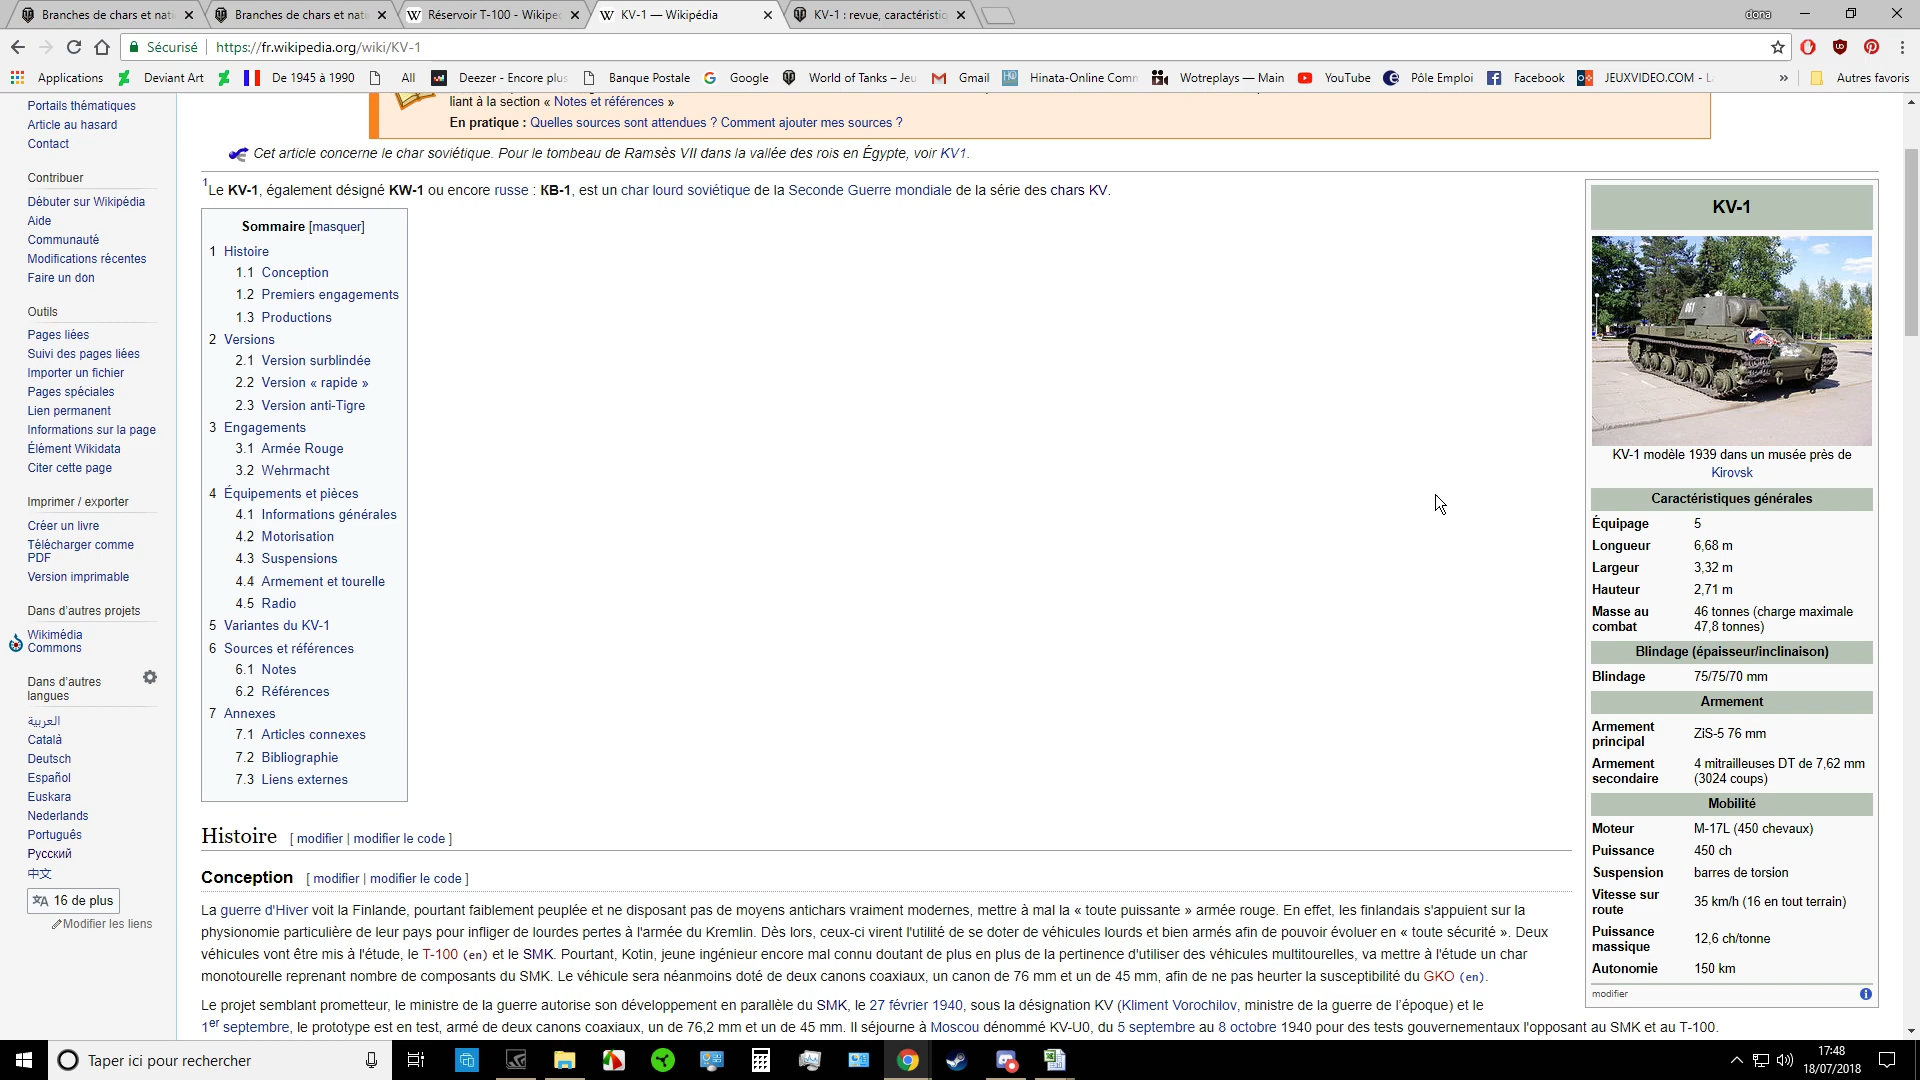 Branches de chars et nati
Branches de chars et nati
Réservoir T-100 - Wikipe
KV-1 — Wikipédia
KV-1 : revue, caractéristic
dona
Sécurisé
https://fr.wikipedia.org/wiki/KV-1
Applications
Deviant Art
De 1945 à 1990
All
Deezer - Encore plus
Banque Postale
Google
World of Tanks – Jeu
Gmail
Hinata-Online Comm
Wotreplays — Main
YouTube
Pôle Emploi
Facebook
JEUXVIDEO.COM - L
»
Autres favoris
Portails thématiques
Article au hasard
Contact
Contribuer
Débuter sur Wikipédia
Aide
Communauté
Modifications récentes
Faire un don
Outils
Pages liées
Suivi des pages liées
Importer un fichier
Pages spéciales
Lien permanent
Informations sur la page
Élément Wikidata
Citer cette page
Imprimer / exporter
Créer un livre
Télécharger comme
PDF
Version imprimable
Dans d'autres projets
Wikimédia
Commons
Dans d'autres
langues
العربية
Català
Deutsch
Español
Euskara
Nederlands
Português
Русский
中文
16 de plus
Modifier les liens
liant à la section « Notes et références »
En pratique : Quelles sources sont attendues ? Comment ajouter mes sources ?
Cet article concerne le char soviétique. Pour le tombeau de Ramsès VII dans la vallée des rois en Égypte, voir KV1.
1Le KV-1, également désigné KW-1 ou encore russe : КВ-1, est un char lourd soviétique de la Seconde Guerre mondiale de la série des chars KV.
Sommaire [masquer]
1 Histoire
1.1 Conception
1.2 Premiers engagements
1.3 Productions
2 Versions
2.1 Version surblindée
2.2 Version « rapide »
2.3 Version anti-Tigre
3 Engagements
3.1 Armée Rouge
3.2 Wehrmacht
4 Équipements et pièces
4.1 Informations générales
4.2 Motorisation
4.3 Suspensions
4.4 Armement et tourelle
4.5 Radio
5 Variantes du KV-1
6 Sources et références
6.1 Notes
6.2 Références
7 Annexes
7.1 Articles connexes
7.2 Bibliographie
7.3 Liens externes
Histoire [ modifier | modifier le code ]
Conception [ modifier | modifier le code ]
La guerre d'Hiver voit la Finlande, pourtant faiblement peuplée et ne disposant pas de moyens antichars vraiment modernes, mettre à mal la « toute puissante » armée rouge. En effet, les finlandais s'appuient sur la
physionomie particulière de leur pays pour infliger de lourdes pertes à l'armée du Kremlin. Dès lors, ceux-ci virent l'utilité de se doter de véhicules lourds et bien armés afin de pouvoir évoluer en « toute sécurité ». Deux
véhicules vont être mis à l'étude, le T-100 (en) et le SMK. Pourtant, Kotin, jeune ingénieur encore mal connu doutant de plus en plus de la pertinence d'utiliser des véhicules multitourelles, va mettre à l'étude un char
monotourelle reprenant nombre de composants du SMK. Le véhicule sera néanmoins doté de deux canons coaxiaux, un canon de 76 mm et un de 45 mm, afin de ne pas heurter la susceptibilité du GKO (en).
Le projet semblant prometteur, le ministre de la guerre autorise son développement en parallèle du SMK, le 27 février 1940, sous la désignation KV (Kliment Vorochilov, ministre de la guerre de l'époque) et le
1er septembre, le prototype est en test, armé de deux canons coaxiaux, un de 76,2 mm et un de 45 mm. Il séjourne à Moscou dénommé KV-U0, du 5 septembre au 8 octobre 1940 pour des tests gouvernementaux l'opposant au SMK et au T-100.
KV-1
KV-1 modèle 1939 dans un musée près de
Kirovsk
Caractéristiques générales
Équipage 5
Longueur 6,68 m
Largeur 3,32 m
Hauteur 2,71 m
Masse au combat 46 tonnes (charge maximale
47,8 tonnes)
Blindage (épaisseur/inclinaison)
Blindage 75/75/70 mm
Armement
Armement principal ZiS-5 76 mm
Armement secondaire 4 mitrailleuses DT de 7,62 mm
(3024 coups)
Mobilité
Moteur M-17L (450 chevaux)
Puissance 450 ch
Suspension barres de torsion
Vitesse sur route 35 km/h (16 en tout terrain)
Puissance massique 12,6 ch/tonne
Autonomie 150 km
modifier
Taper ici pour rechercher
17:48
18/07/2018